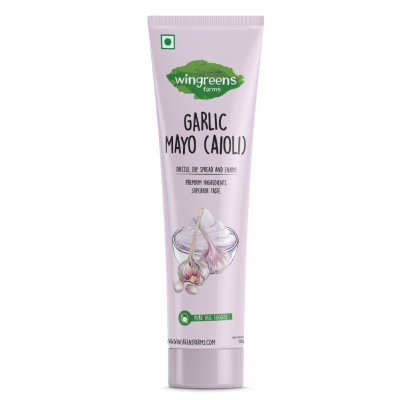 wingreens
farms
GARLIC
MAYO (AIOLI)
DRIZZLE, DIP, SPREAD AND ENJOY!
PREMIUM INGREDIENTS.
SUPERIOR TASTE.
PURE VEG EGGLESS
WWW.WINGREENSFARMS.COM